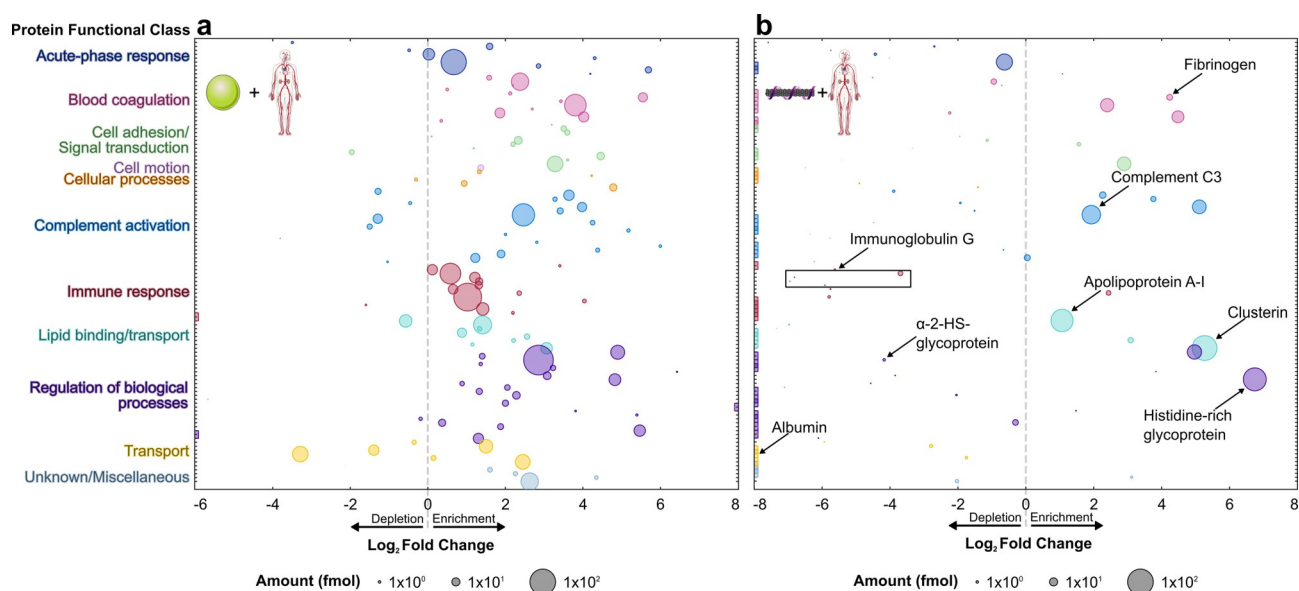 Protein Functional Class
a
b
Acute-phase response
Blood coagulation
Cell adhesion/
Signal transduction
Cell motion
Cellular processes
Complement activation
Immune response
Lipid binding/transport
Regulation of biological
processes
Transport
Unknown/Miscellaneous
+
-6 -4 -2 0 2 4 6 8
Depletion Enrichment
Log2 Fold Change
Amount (fmol) 1x10⁰ 1x10¹ 1x10²
+
Fibrinogen
Complement C3
Immunoglobulin G
Apolipoprotein A-I
Clusterin
α-2-HS-
glycoprotein
Histidine-rich
glycoprotein
Albumin
-8 -6 -4 -2 0 2 4 6 8
Depletion Enrichment
Log2 Fold Change
Amount (fmol) 1x10⁰ 1x10¹ 1x10²